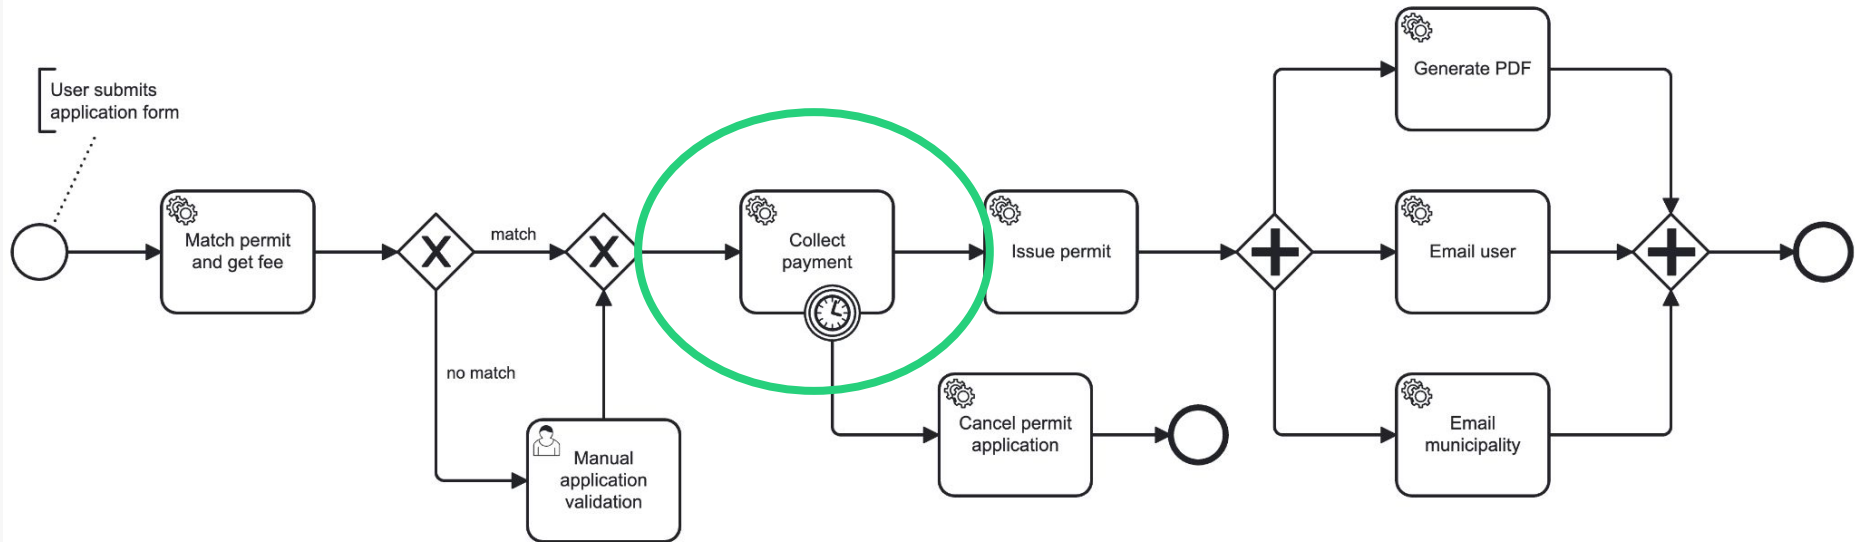 User submits
application form
Match permit
and get fee
match
no match
Manual
application
validation
Collect
payment
Issue permit
Cancel permit
application
Generate PDF
Email user
Email
municipality